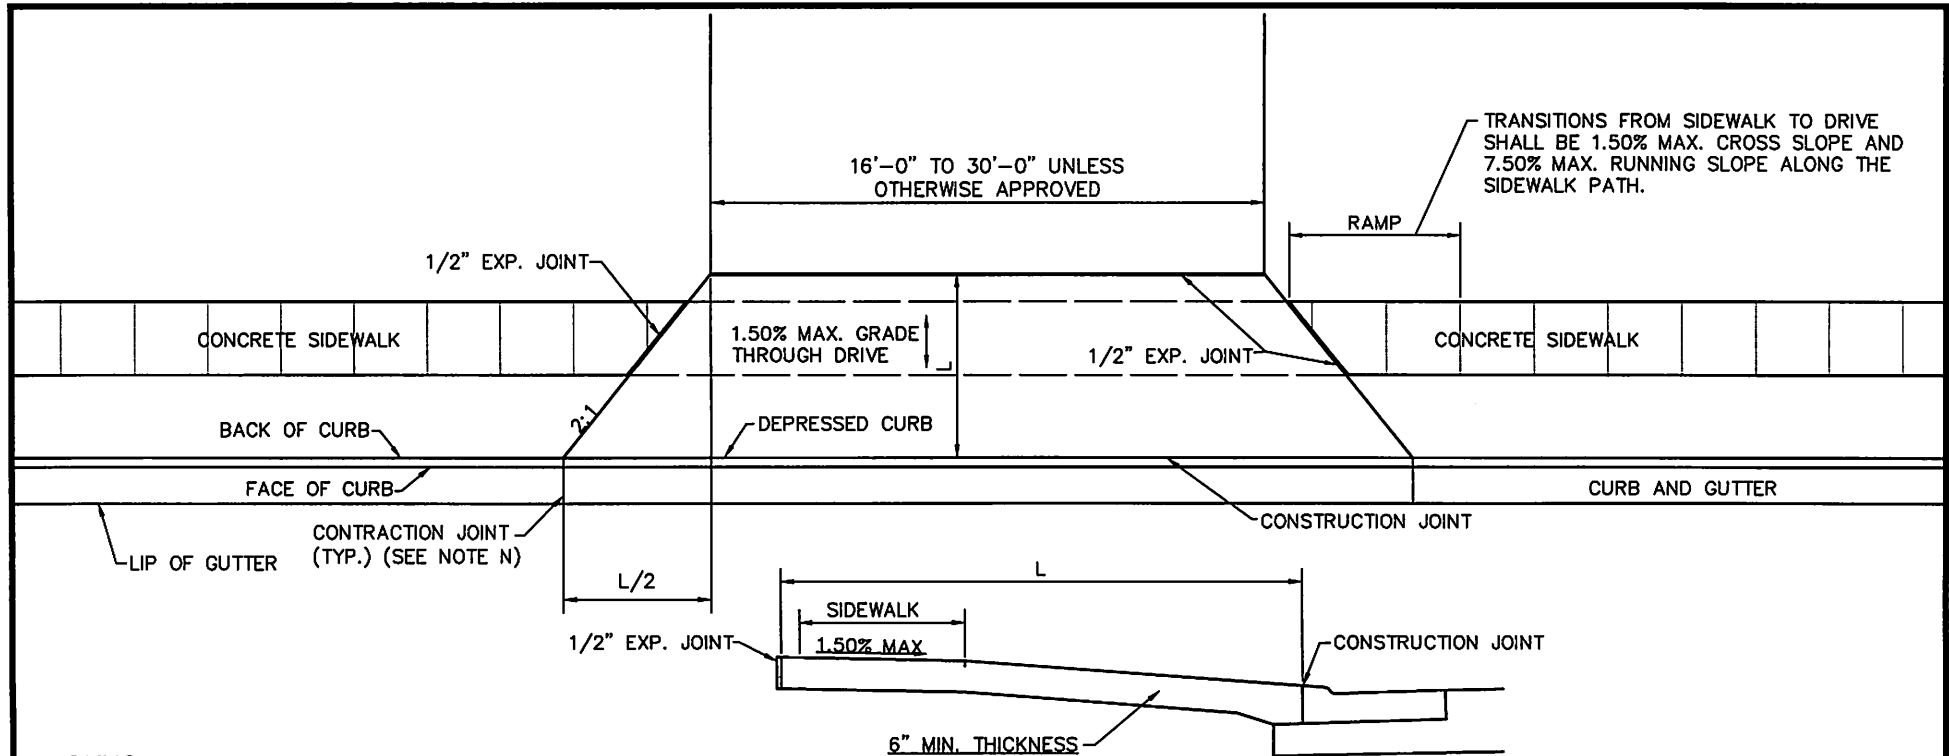 TRANSITIONS FROM SIDEWALK TO DRIVE
SHALL BE 1.50% MAX. CROSS SLOPE AND
7.50% MAX. RUNNING SLOPE ALONG THE
SIDEWALK PATH.
16'-0" TO 30'-0" UNLESS
OTHERWISE APPROVED
RAMP
1/2" EXP. JOINT
CONCRETE SIDEWALK
1.50% MAX. GRADE
THROUGH DRIVE
L
1/2" EXP. JOINT
CONCRETE SIDEWALK
2:1
BACK OF CURB
DEPRESSED CURB
FACE OF CURB
CURB AND GUTTER
CONTRACTION JOINT
(TYP.) (SEE NOTE N)
CONSTRUCTION JOINT
LIP OF GUTTER
L/2
L
SIDEWALK
1/2" EXP. JOINT
1.50% MAX
CONSTRUCTION JOINT
6" MIN. THICKNESS